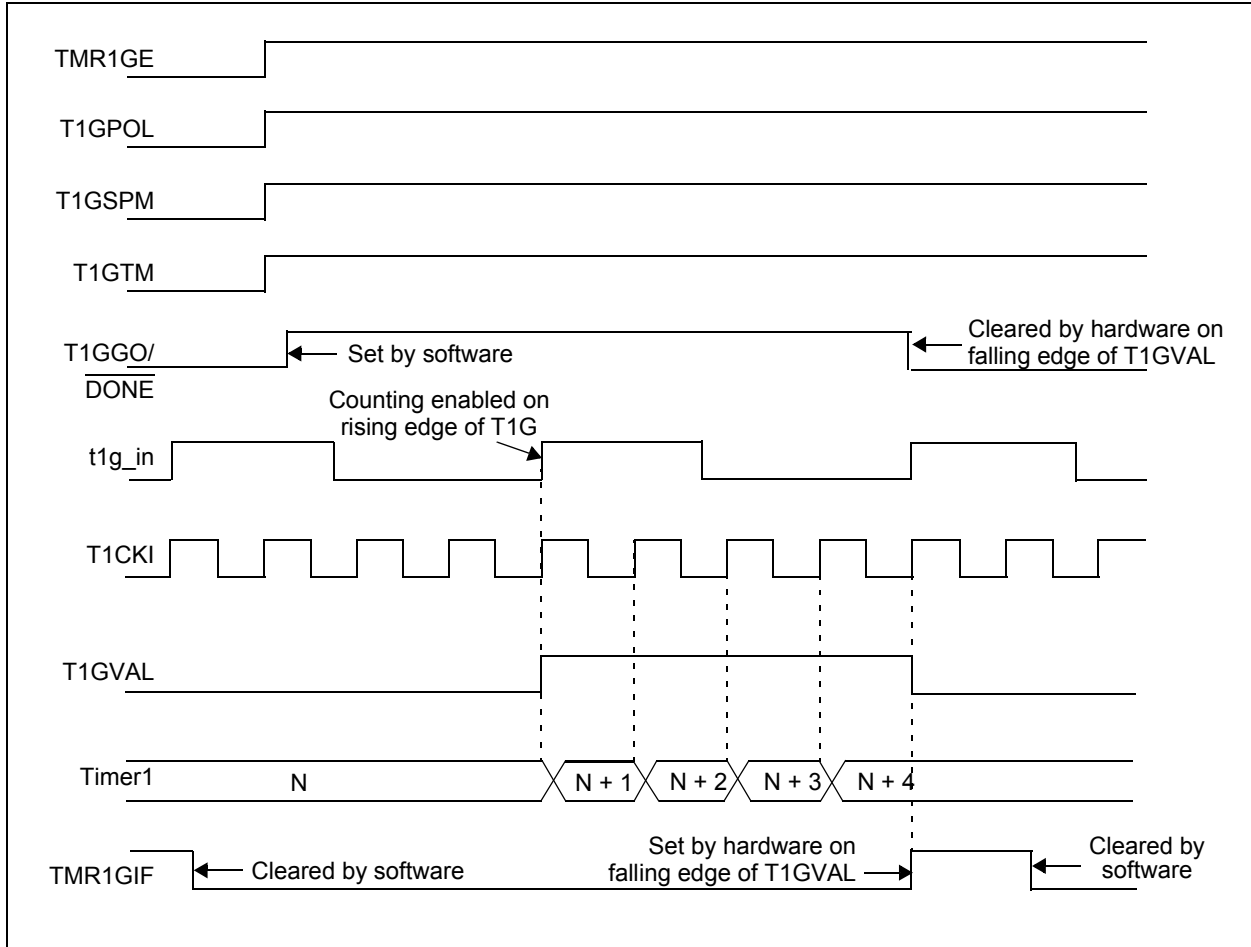 TMR1GE
T1GPOL
T1GSPM
T1GTM
T1GGO/
DONE
Set by software
Cleared by hardware on
falling edge of T1GVAL
Counting enabled on
rising edge of T1G
t1g_in
T1CKI
T1GVAL
Timer1
N
N + 1
N + 2
N + 3
N + 4
TMR1GIF
Cleared by software
Set by hardware on
falling edge of T1GVAL
Cleared by
software